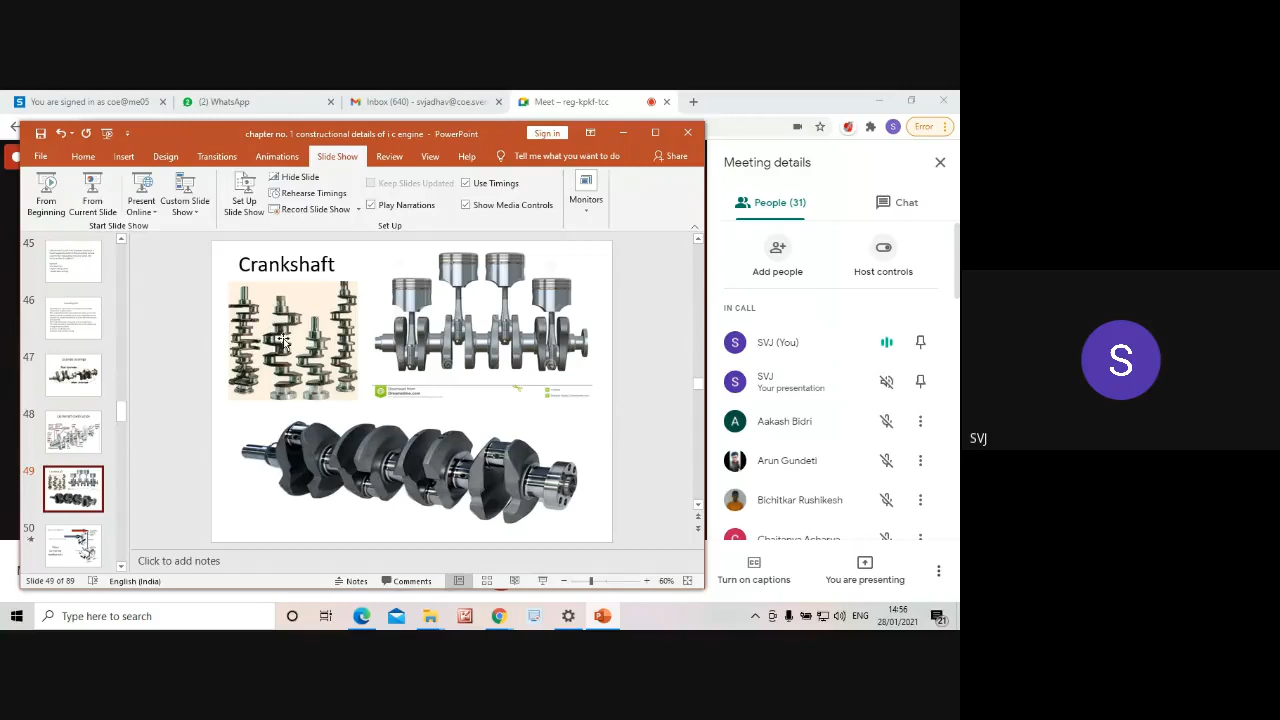 You are signed in as coe@me05
(2) WhatsApp
Inbox (640) - svjadhav@coe.sve
Meet – reg-kpkf-tcc
chapter no. 1 constructional details of i c engine - PowerPoint
Sign in
Error
File Home Insert Design Transitions Animations Slide Show Review View Help Tell me what you want to do Share
From Beginning
From Current Slide
Present Online
Custom Slide Show
Set Up Slide Show
Hide Slide
Rehearse Timings
Record Slide Show
Keep Slides Updated
Play Narrations
Use Timings
Show Media Controls
Monitors
Start Slide Show
Set Up
45
46
47
48
49
50
Crankshaft
Download from
Dreamstime.com
Click to add notes
Slide 49 of 89
English (India)
Notes
Comments
60%
Meeting details
People (31)
Chat
Add people
Host controls
IN CALL
S SVJ (You)
S SVJ
Your presentation
A Aakash Bidri
Arun Gundeti
Bichitkar Rushikesh
Turn on captions
You are presenting
Type here to search
ENG
14:56
28/01/2021
21
S
SVJ